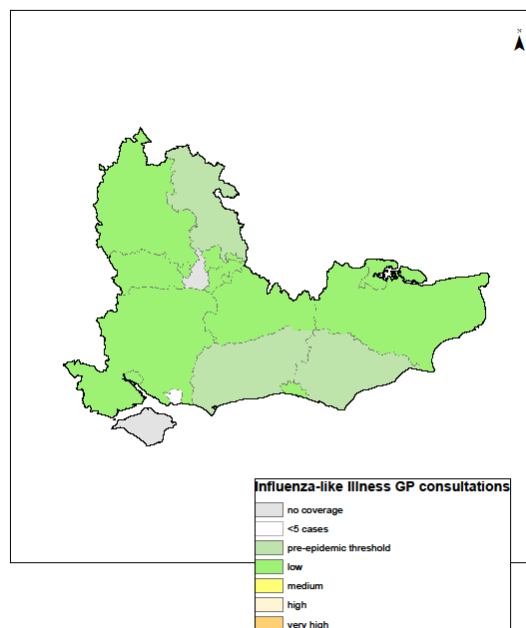 N
Influenza-like Illness GP consultations
no coverage
<5 cases
pre-epidemic threshold
low
medium
high
very high